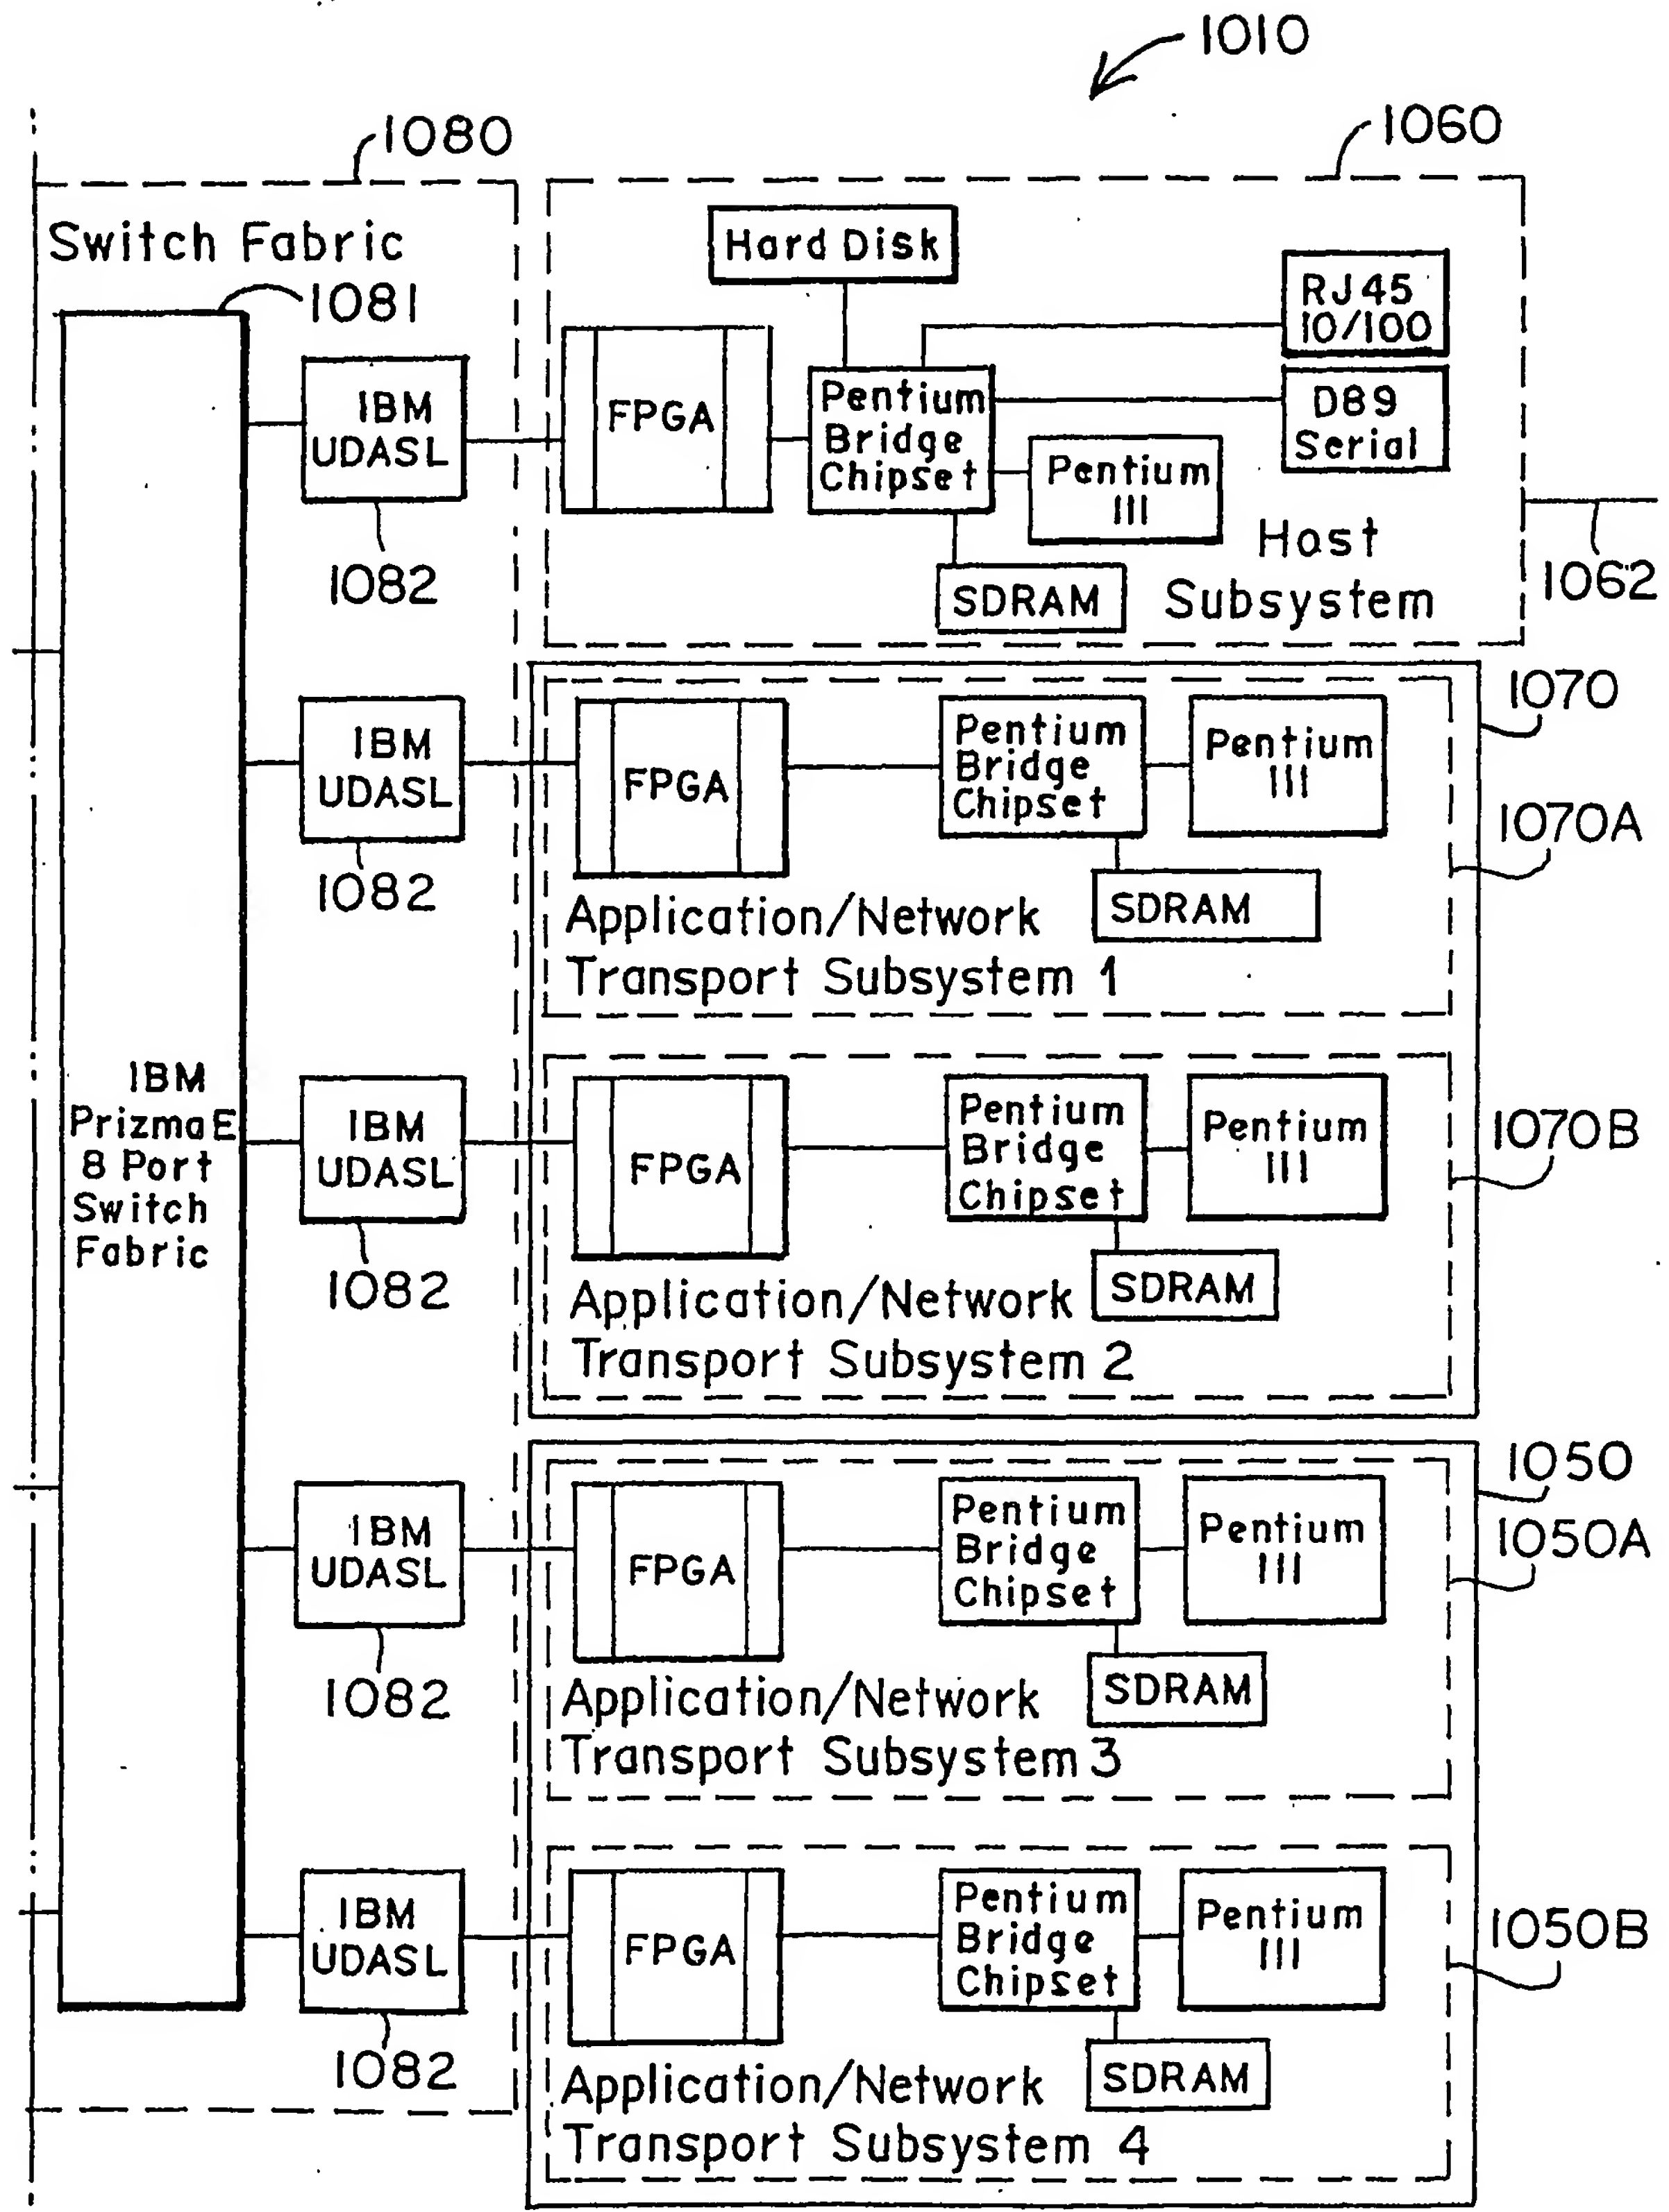 1010
1080
1060
Switch Fabric
Hard Disk
1081
RJ45
10/100
IBM
UDASL
FPGA
Pentium
Bridge
Chipset
D89
Serial
Pentium
III
Host
Subsystem
1082
SDRAM
1062
1070
IBM
UDASL
FPGA
Pentium
Bridge
Chipset
Pentium
III
1070A
1082
SDRAM
Application/Network
Transport Subsystem 1
IBM
PrizmaE
8 Port
Switch
Fabric
IBM
UDASL
FPGA
Pentium
Bridge
Chipset
Pentium
III
1070B
1082
SDRAM
Application/Network
Transport Subsystem 2
1050
IBM
UDASL
FPGA
Pentium
Bridge
Chipset
Pentium
III
1050A
1082
SDRAM
Application/Network
Transport Subsystem 3
IBM
UDASL
FPGA
Pentium
Bridge
Chipset
Pentium
III
1050B
1082
SDRAM
Application/Network
Transport Subsystem 4